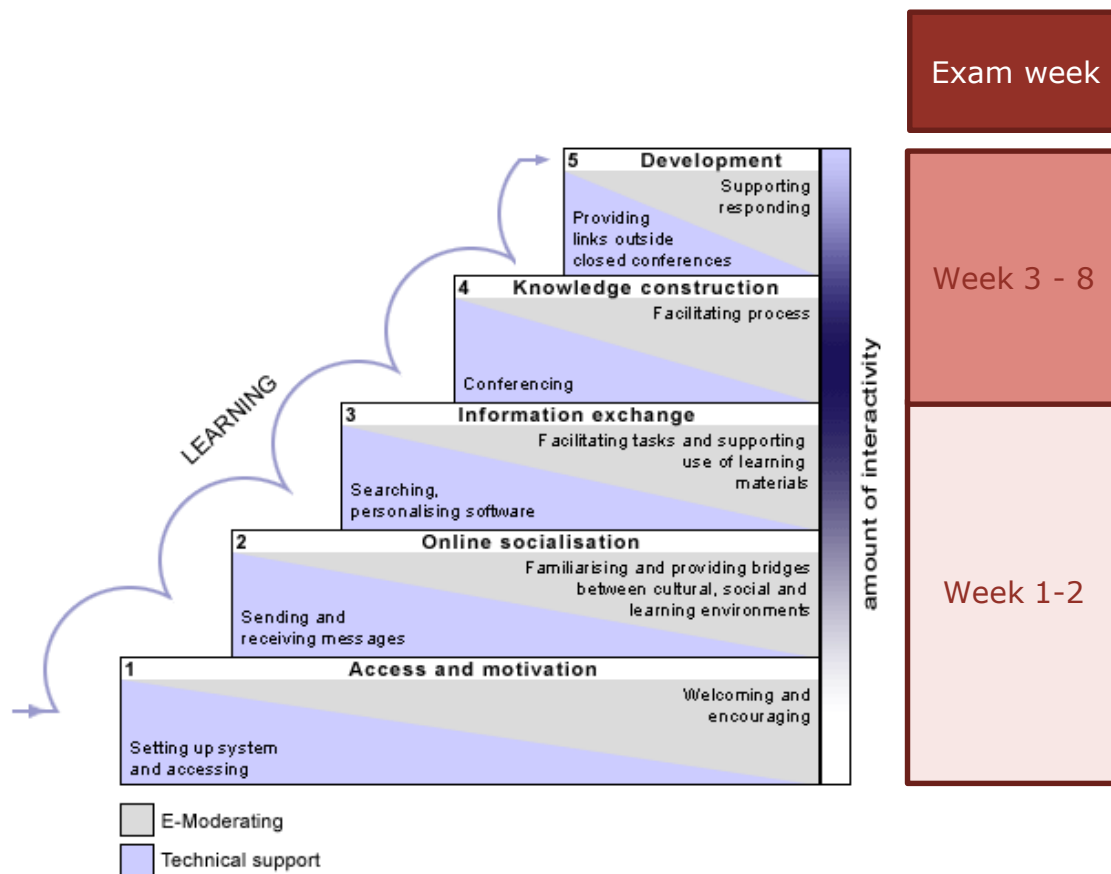 Exam week
5 Development
Supporting
responding
Providing
links outside
closed conferences
Week 3 - 8
4 Knowledge construction
Facilitating process
Conferencing
amount of interactivity
LEARNING
3 Information exchange
Facilitating tasks and supporting
use of learning
materials
Searching,
personalising software
2 Online socialisation
Familiarising and providing bridges
between cultural, social and
learning environments
Sending and
receiving messages
Week 1-2
1 Access and motivation
Welcoming and
encouraging
Setting up system
and accessing
E-Moderating
Technical support